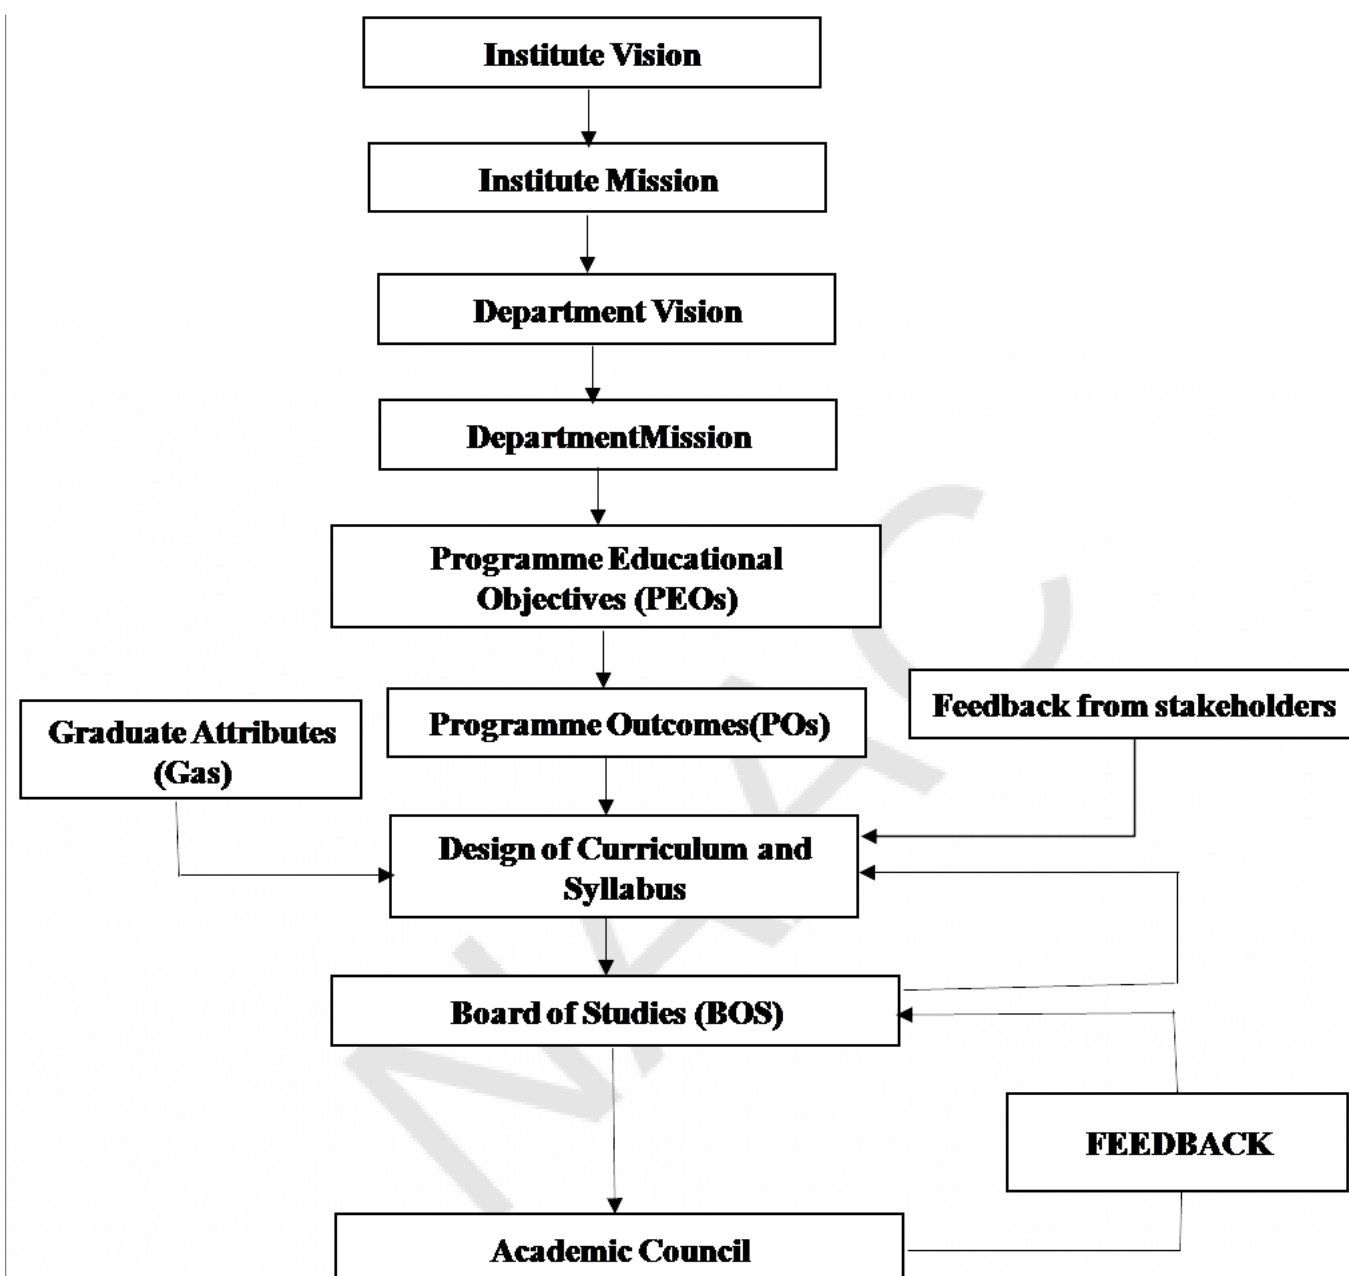 Institute Vision
Institute Mission
Department Vision
DepartmentMission
Programme Educational
Objectives (PEOs)
Programme Outcomes(POs)
Feedback from stakeholders
Graduate Attributes
(Gas)
Design of Curriculum and
Syllabus
Board of Studies (BOS)
FEEDBACK
Academic Council
NAAC